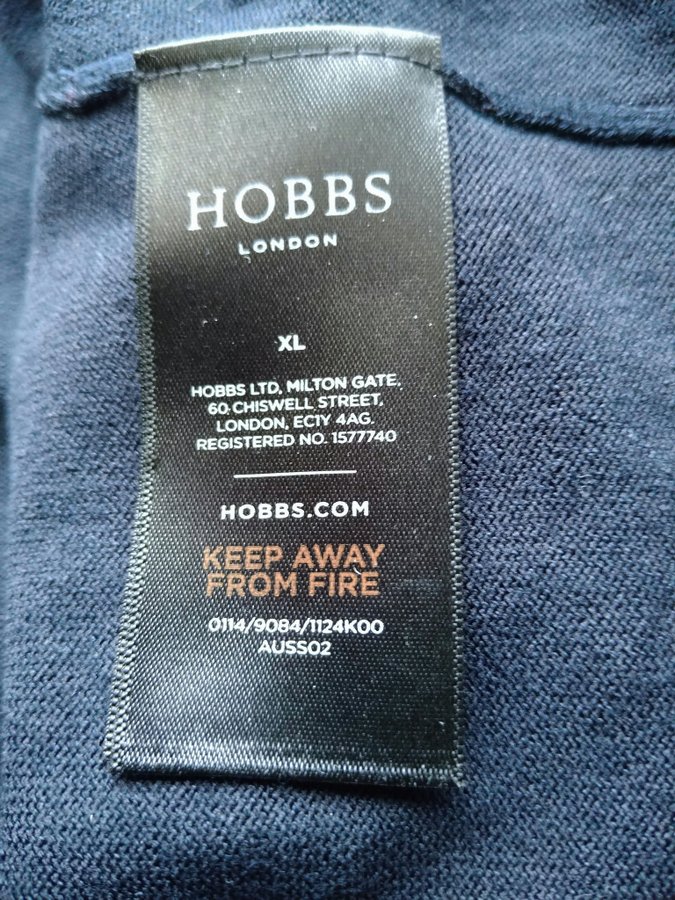 HOBBS
LONDON
XL
HOBBS LTD, MILTON GATE,
60 CHISWELL STREET,
LONDON, EC1Y 4AG.
REGISTERED NO. 1577740
HOBBS.COM
KEEP AWAY
FROM FIRE
0114/9084/1124K00
AUSS02